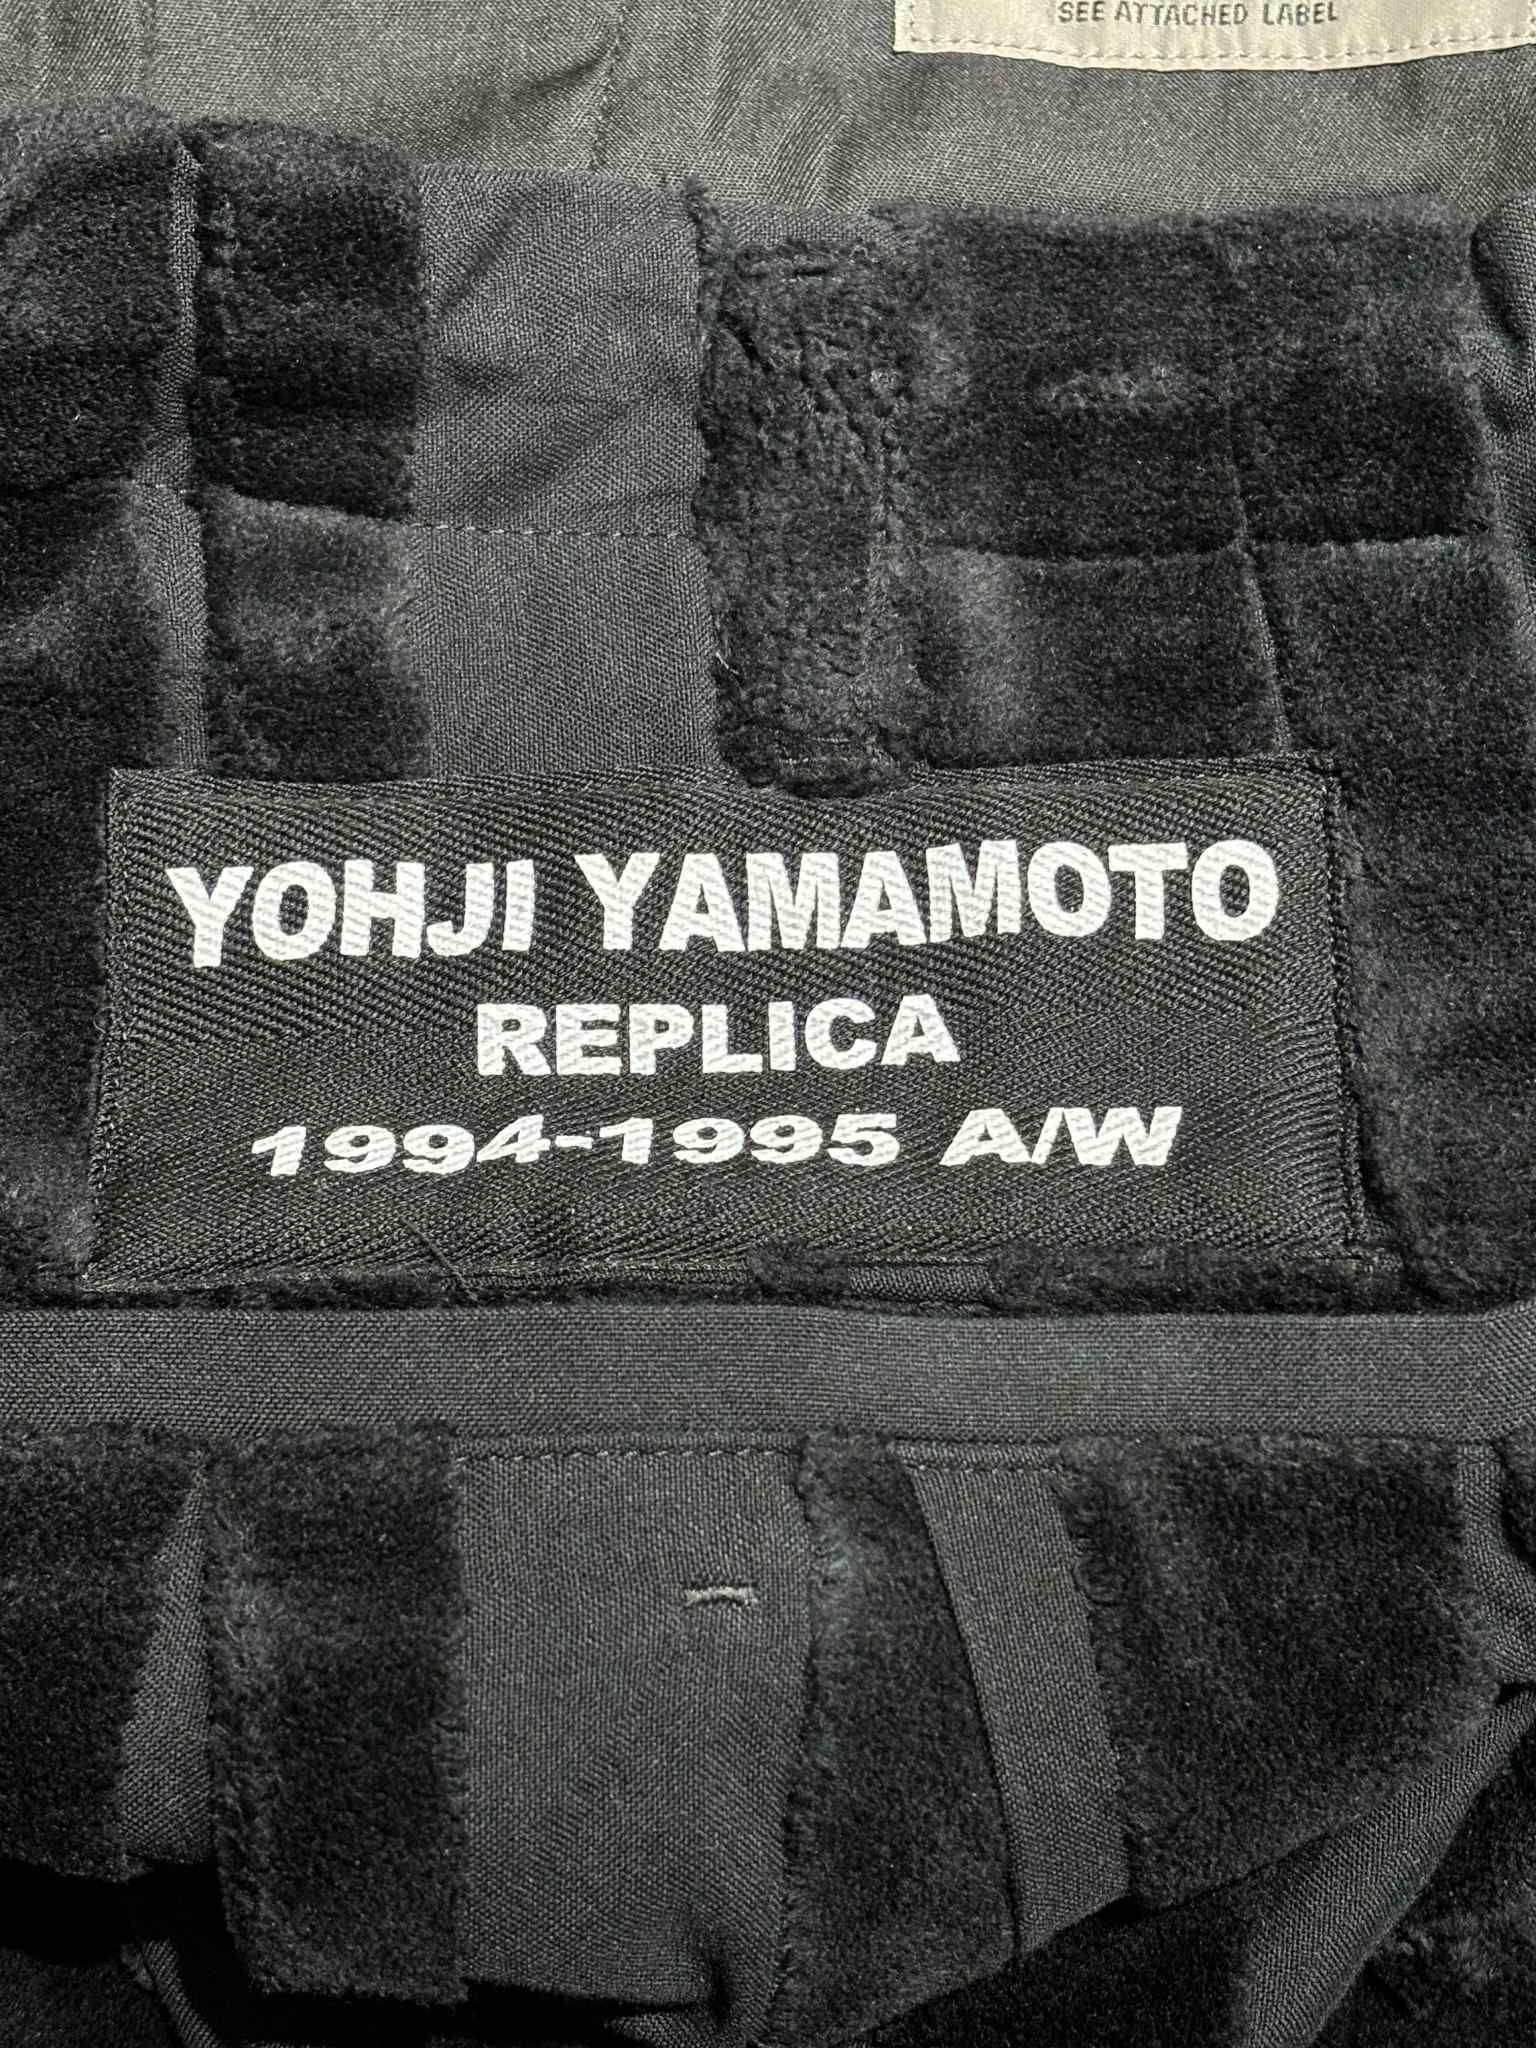 SEE ATTACHED LABEL
YOHJI YAMAMOTO
REPLICA
1994-1995 A/W